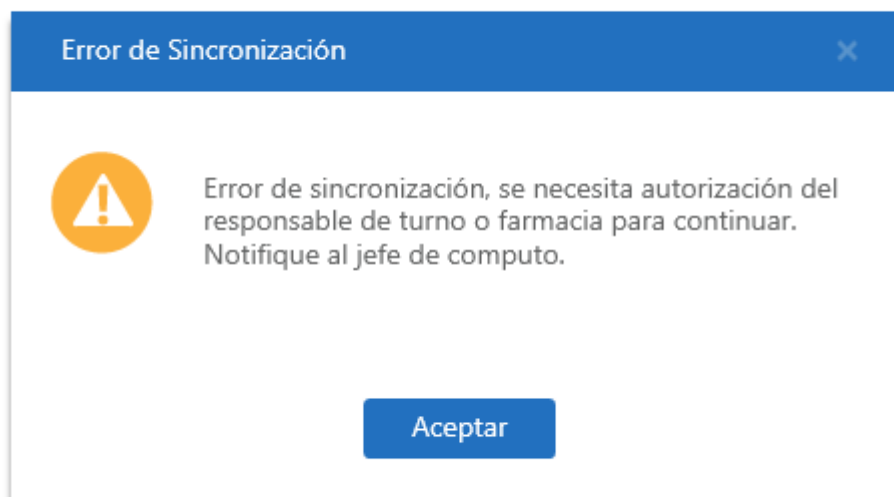 Error de Sincronización
Error de sincronización, se necesita autorización del
responsable de turno o farmacia para continuar.
Notifique al jefe de computo.
Aceptar